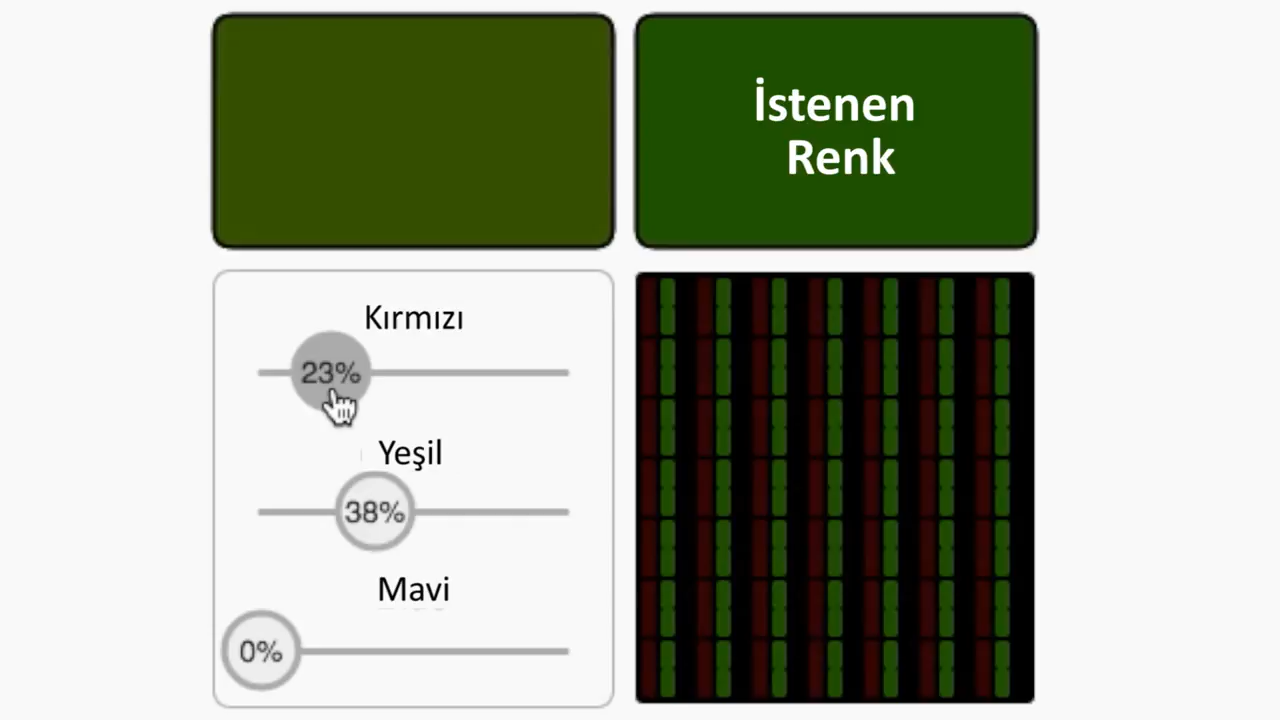 İstenen
Renk
Kırmızı
23%
Yeşil
38%
Mavi
0%